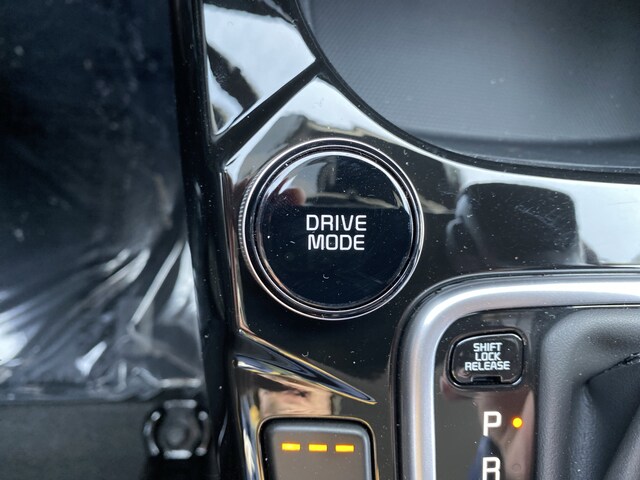 DRIVE
MODE
SHIFT
LOCK
RELEASE
P
R